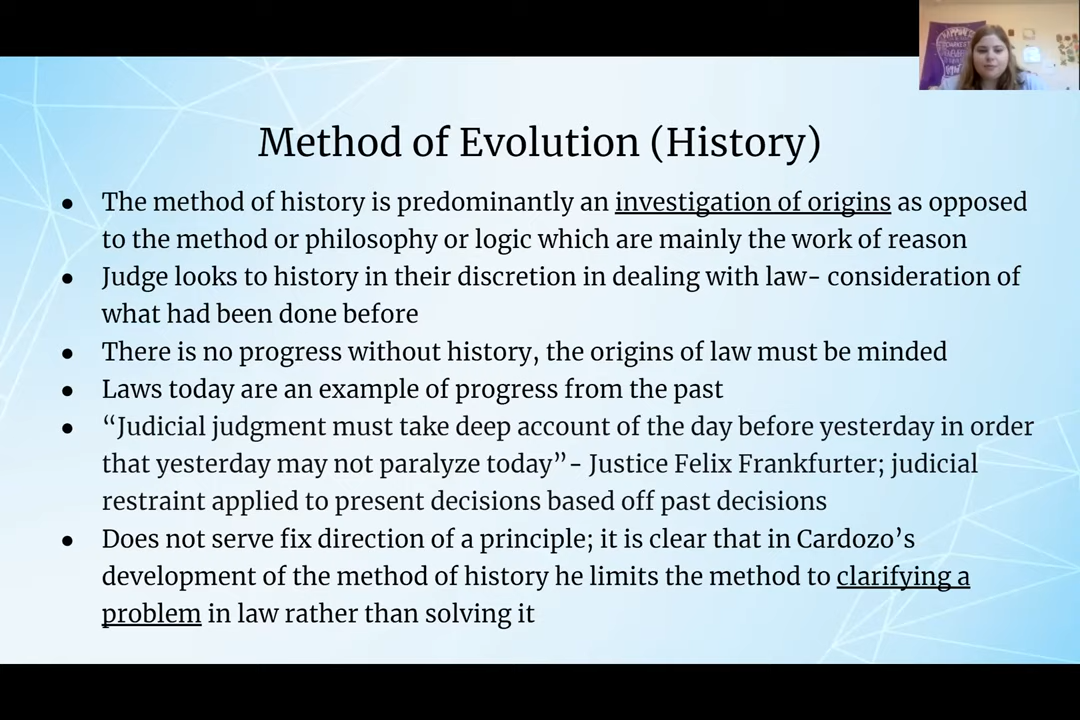 Method of Evolution (History)
● The method of history is predominantly an investigation of origins as opposed
to the method or philosophy or logic which are mainly the work of reason
● Judge looks to history in their discretion in dealing with law- consideration of
what had been done before
● There is no progress without history, the origins of law must be minded
● Laws today are an example of progress from the past
● “Judicial judgment must take deep account of the day before yesterday in order
that yesterday may not paralyze today”- Justice Felix Frankfurter; judicial
restraint applied to present decisions based off past decisions
● Does not serve fix direction of a principle; it is clear that in Cardozo’s
development of the method of history he limits the method to clarifying a
problem in law rather than solving it